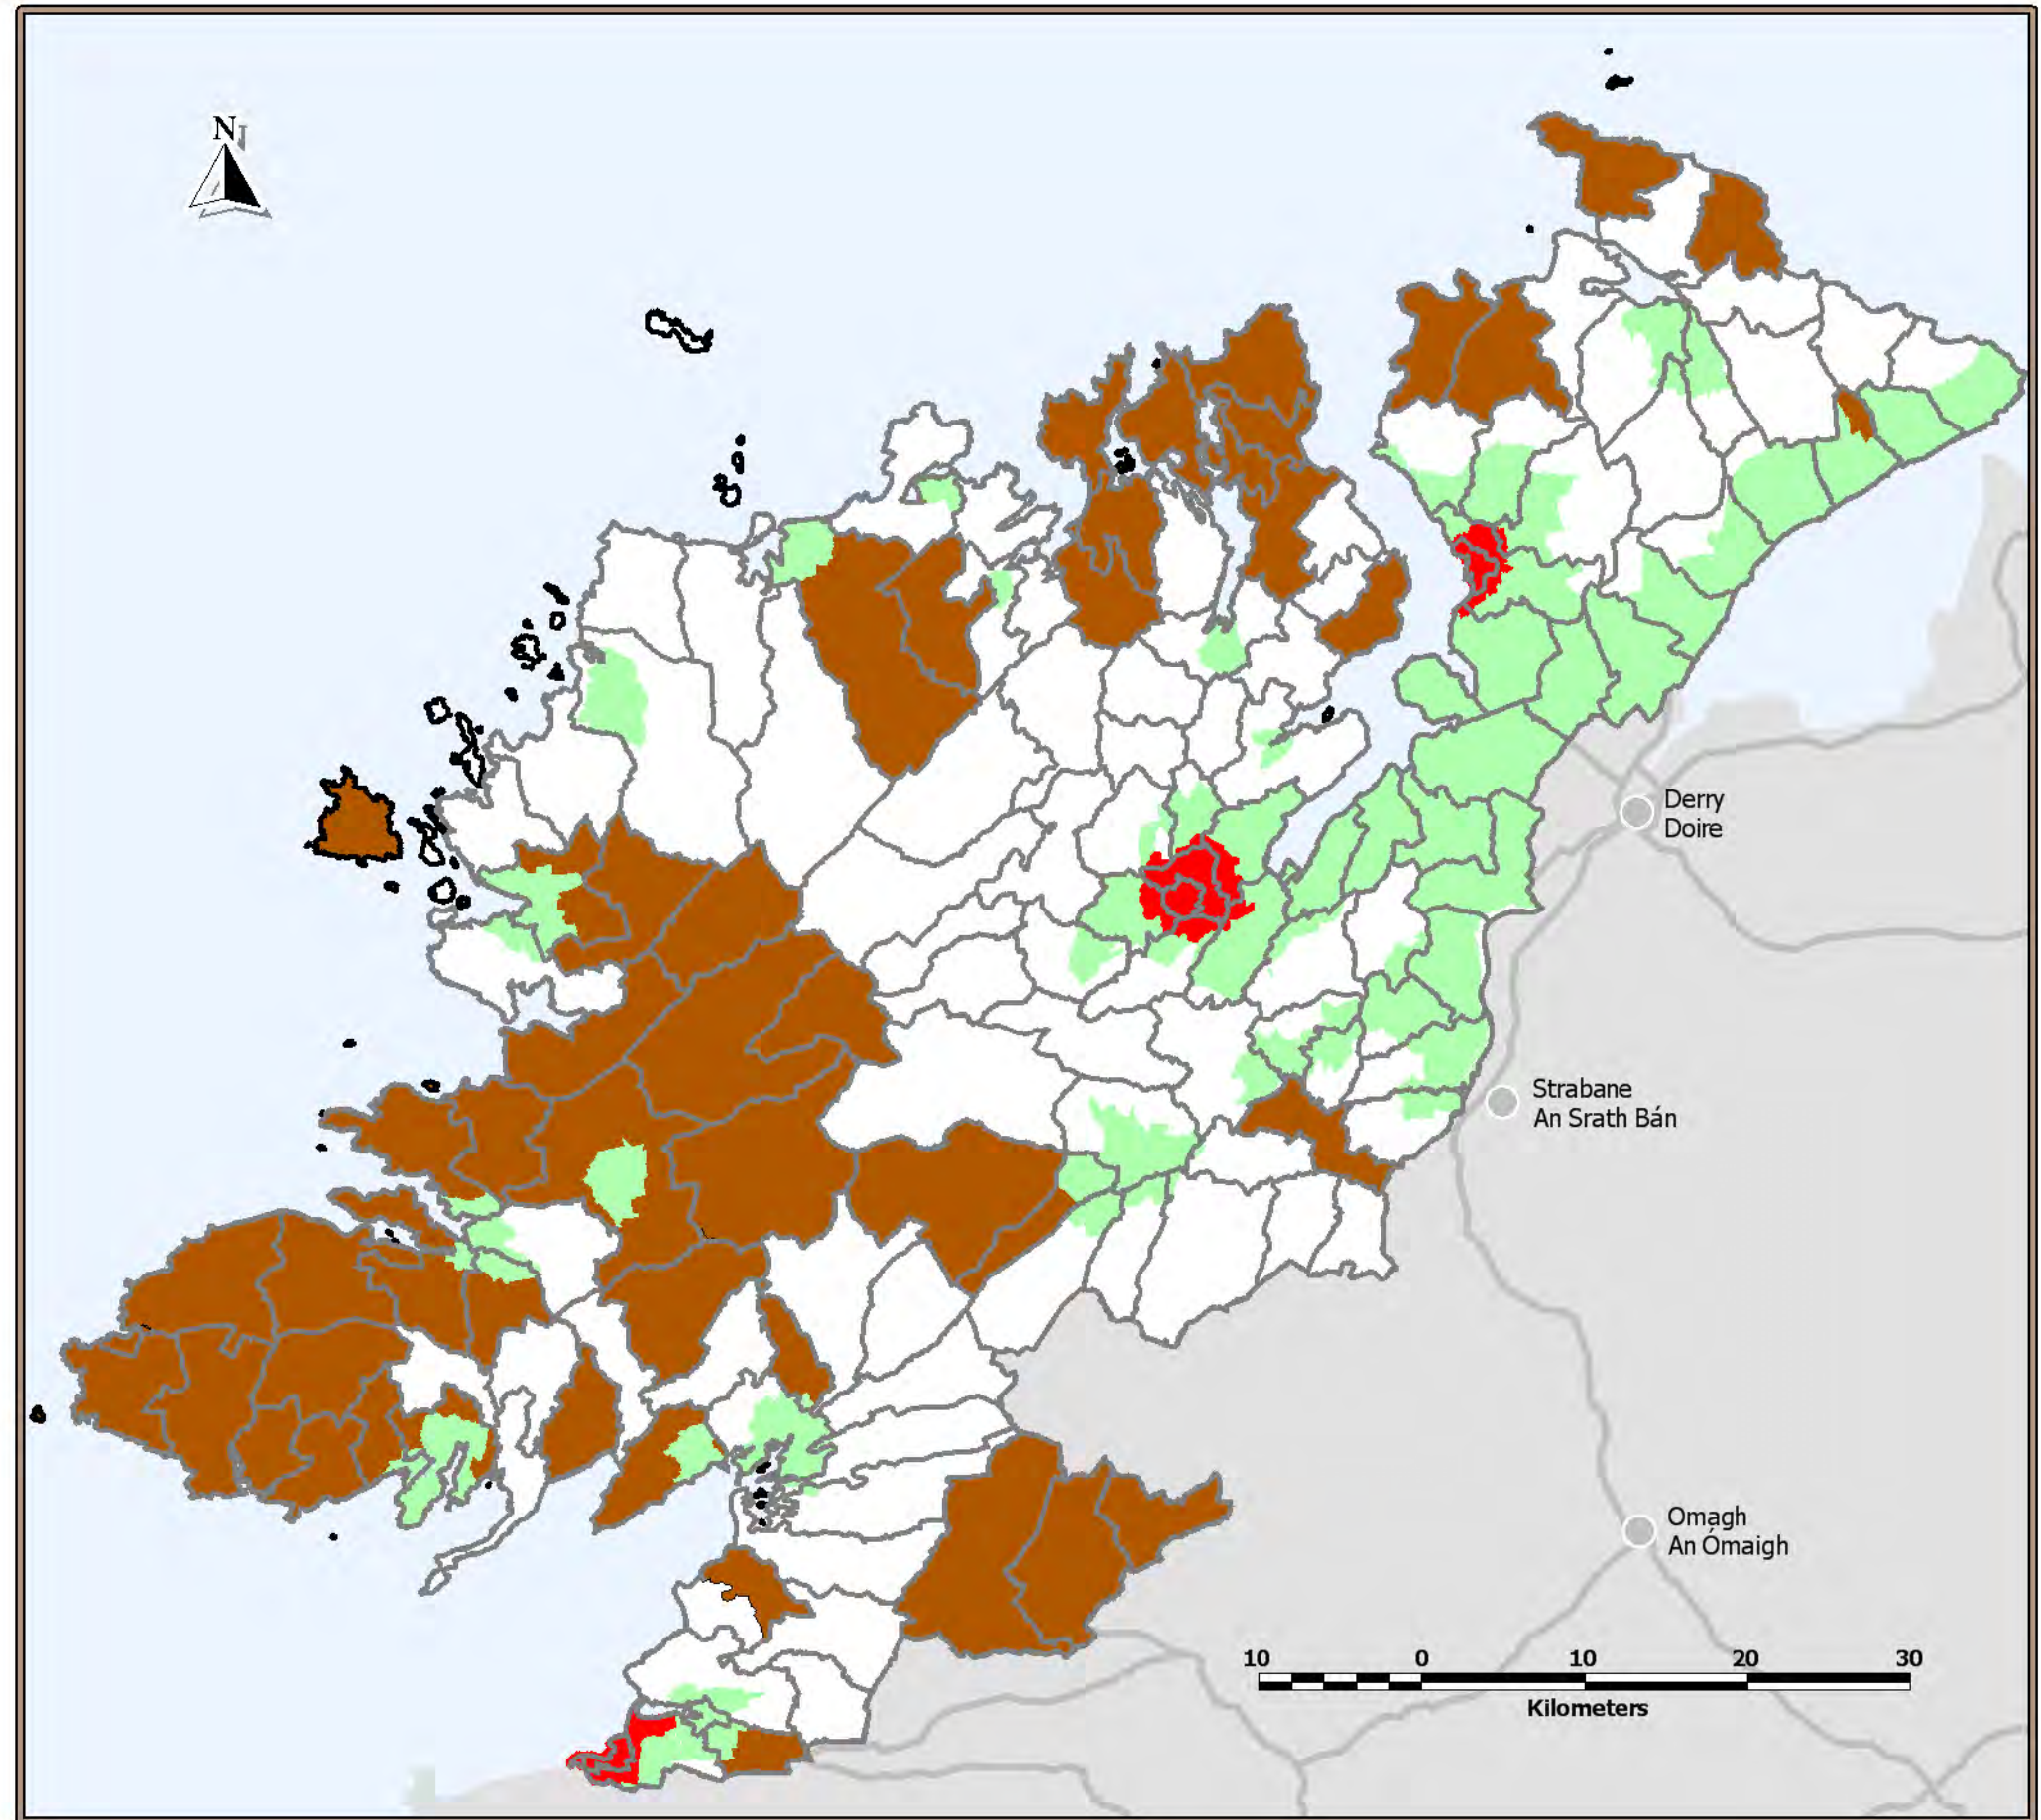 N
Derry
Doire
Strabane
An Srath Bán
Omagh
An Ómaigh
10 0 10 20 30
Kilometers